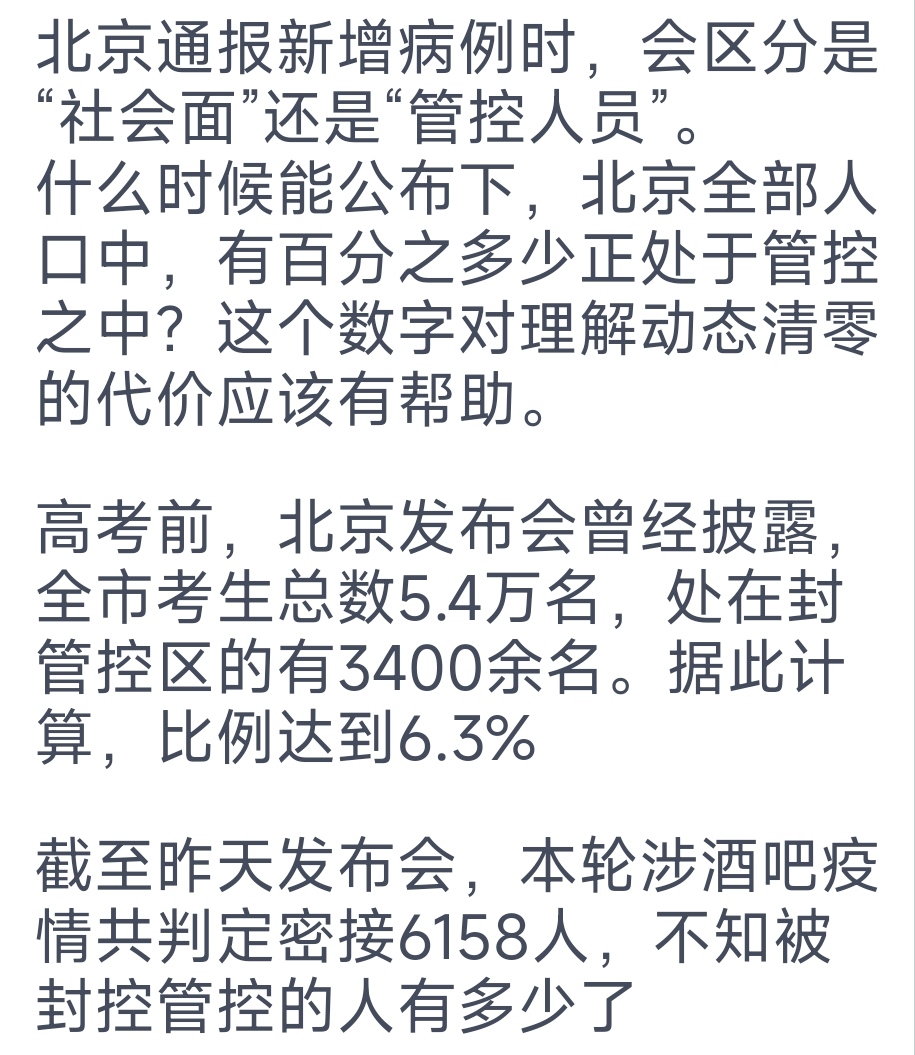 北京通报新增病例时，会区分是
“社会面”还是“管控人员”。
什么时候能公布下，北京全部人
口中，有百分之多少正处于管控
之中？这个数字对理解动态清零
的代价应该有帮助。
高考前，北京发布会曾经披露，
全市考生总数5.4万名，处在封
管控区的有3400余名。据此计
算，比例达到6.3%
截至昨天发布会，本轮涉酒吧疫
情共判定密接6158人，不知被
封控管控的人有多少了